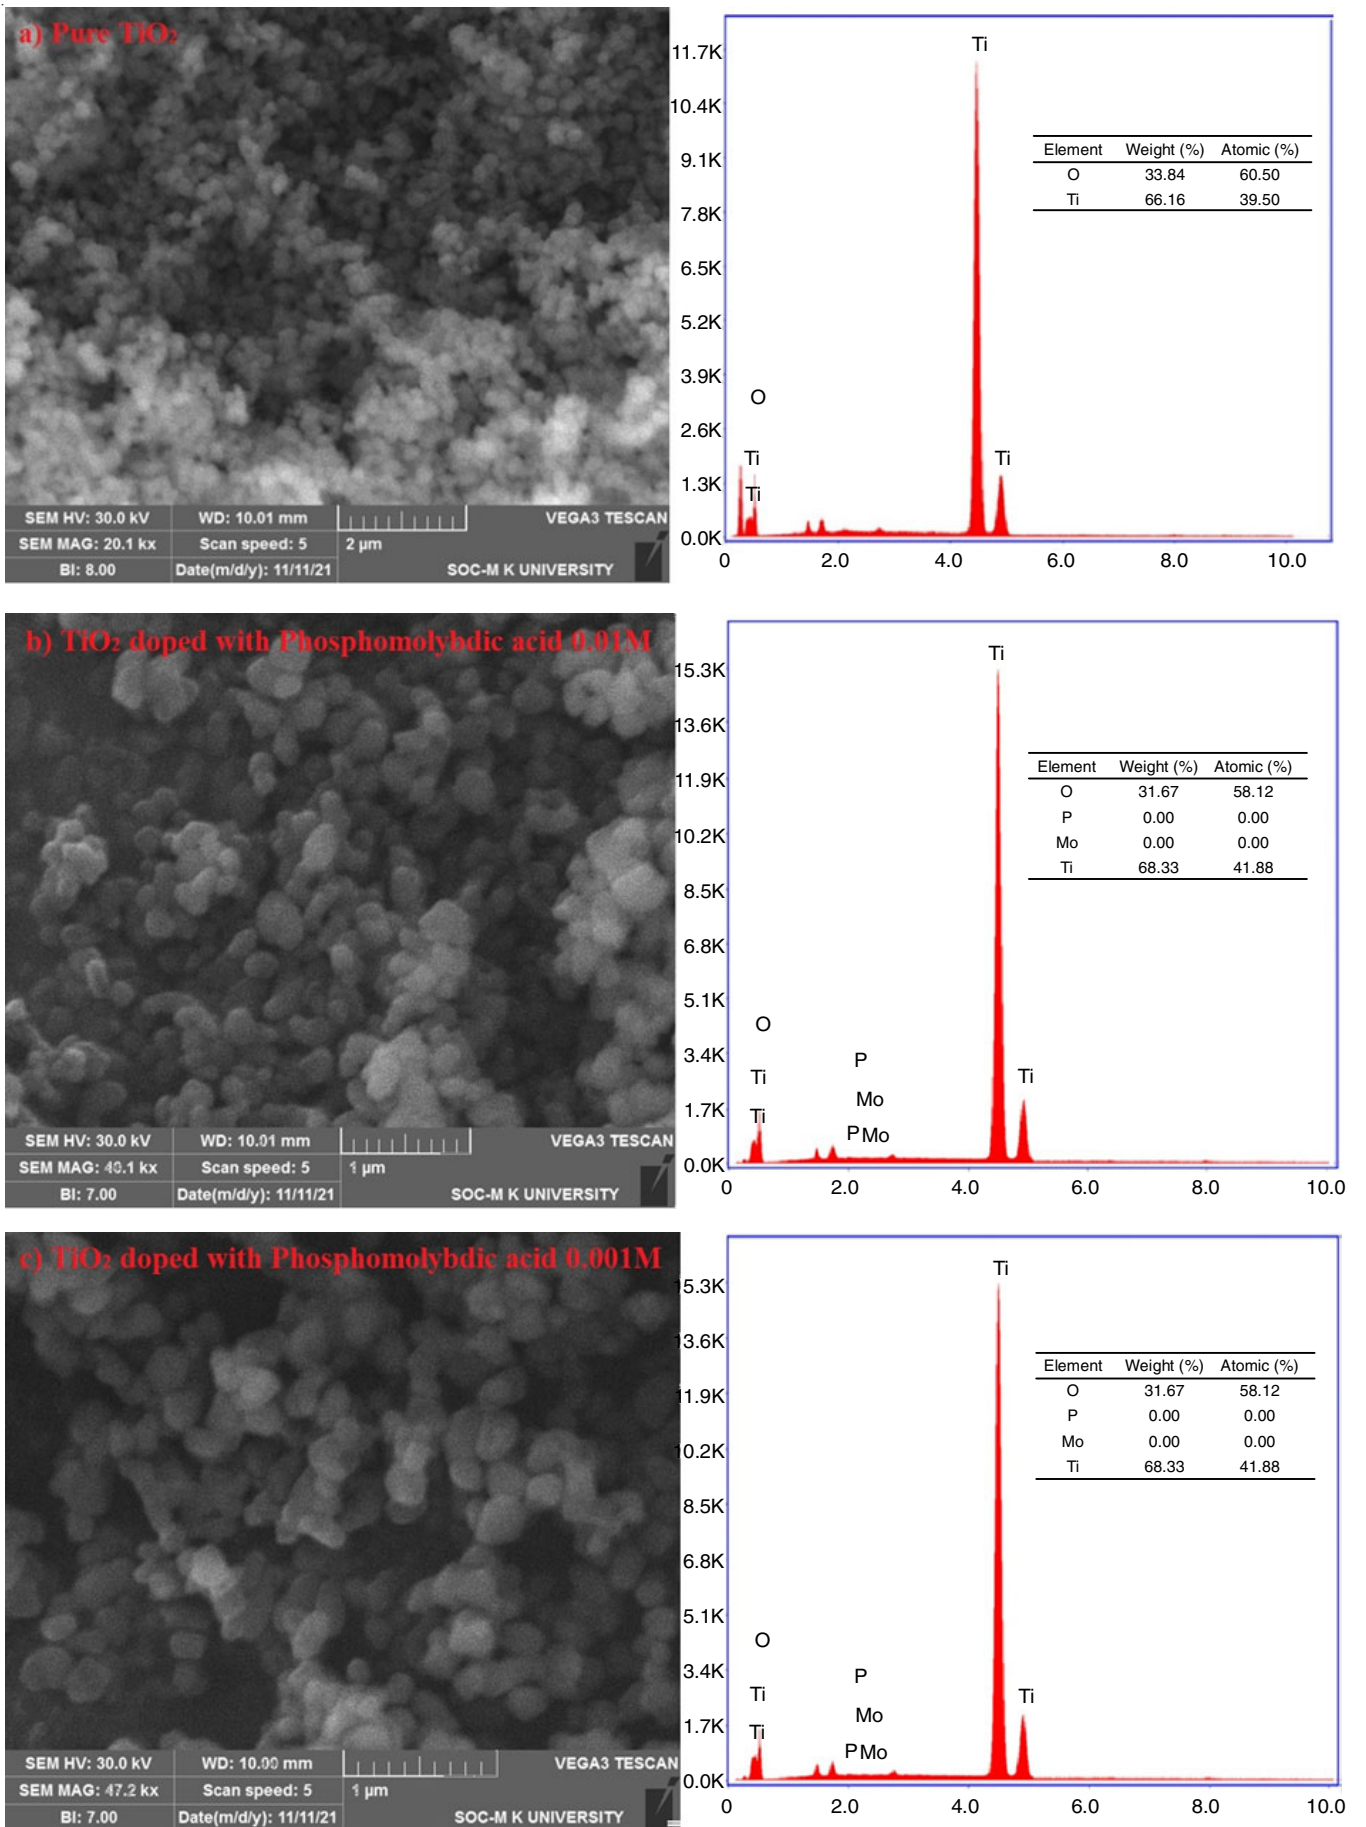 a) Pure TiO₂
SEM HV: 30.0 kV WD: 10.01 mm VEGA3 TESCAN
SEM MAG: 20.1 kx Scan speed: 5 2 µm
BI: 8.00 Date(m/d/y): 11/11/21 SOC-M K UNIVERSITY
Ti
11.7K
10.4K
9.1K
7.8K
6.5K
5.2K
3.9K
2.6K
1.3K
0.0K
O
Ti
Ti
Ti
0.0 2.0 4.0 6.0 8.0 10.0
Element Weight (%) Atomic (%)
O 33.84 60.50
Ti 66.16 39.50
b) TiO₂ doped with Phosphomolybdic acid 0.01M
SEM HV: 30.0 kV WD: 10.01 mm VEGA3 TESCAN
SEM MAG: 40.1 kx Scan speed: 5 1 µm
BI: 7.00 Date(m/d/y): 11/11/21 SOC-M K UNIVERSITY
Ti
15.3K
13.6K
11.9K
10.2K
8.5K
6.8K
5.1K
3.4K
1.7K
0.0K
O
Ti
Ti
P
Mo
P Mo
Ti
0 2.0 4.0 6.0 8.0 10.0
Element Weight (%) Atomic (%)
O 31.67 58.12
P 0.00 0.00
Mo 0.00 0.00
Ti 68.33 41.88
c) TiO₂ doped with Phosphomolybdic acid 0.001M
SEM HV: 30.0 kV WD: 10.00 mm VEGA3 TESCAN
SEM MAG: 47.2 kx Scan speed: 5 1 µm
BI: 7.00 Date(m/d/y): 11/11/21 SOC-M K UNIVERSITY
Ti
15.3K
13.6K
11.9K
10.2K
8.5K
6.8K
5.1K
3.4K
1.7K
0.0K
O
Ti
Ti
P
Mo
P Mo
Ti
0 2.0 4.0 6.0 8.0 10.0
Element Weight (%) Atomic (%)
O 31.67 58.12
P 0.00 0.00
Mo 0.00 0.00
Ti 68.33 41.88